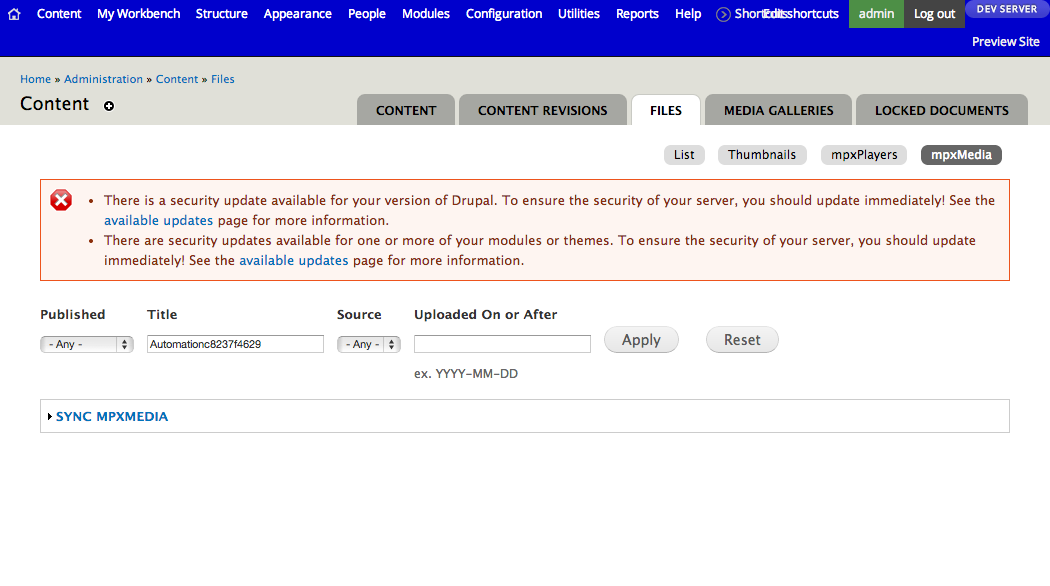 Content My Workbench Structure Appearance People Modules Configuration Utilities Reports Help Shortcuts Edit shortcuts admin Log out DEV SERVER
Preview Site
Home » Administration » Content » Files
Content
CONTENT CONTENT REVISIONS FILES MEDIA GALLERIES LOCKED DOCUMENTS
List Thumbnails mpxPlayers mpxMedia
• There is a security update available for your version of Drupal. To ensure the security of your server, you should update immediately! See the
available updates page for more information.
• There are security updates available for one or more of your modules or themes. To ensure the security of your server, you should update
immediately! See the available updates page for more information.
Published Title Source Uploaded On or After
- Any - Automationc8237f4629 - Any - Apply Reset
ex. YYYY-MM-DD
SYNC MPXMEDIA